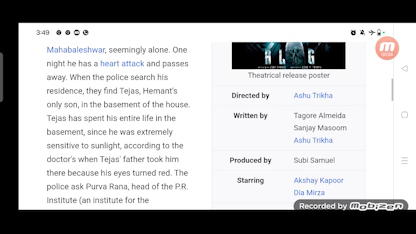 3:49
BL G
Theatrical release poster
Mahabaleshwar, seemingly alone. One
night he has a heart attack and passes
away. When the police search his
residence, they find Tejas, Hemant's
only son, in the basement of the house.
Tejas has spent his entire life in the
basement, since he was extremely
sensitive to sunlight, according to the
doctor's when Tejas' father took him
there because his eyes turned red. The
police ask Purva Rana, head of the P.R.
Institute (an institute for the
Directed by Ashu Trikha
Written by Tagore Almeida
Sanjay Masoom
Ashu Trikha
Produced by Subi Samuel
Starring Akshay Kapoor
Dia Mirza
Recorded by Mobizen